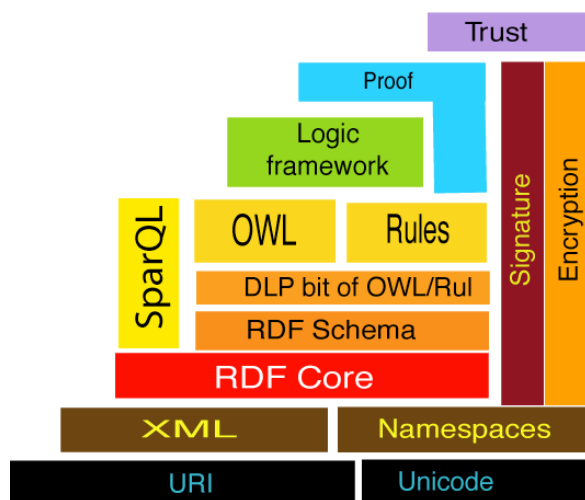 Trust
Proof
Logic
framework
SparQL
OWL
Rules
Signature
Encryption
DLP bit of OWL/Rul
RDF Schema
RDF Core
XML
Namespaces
URI
Unicode